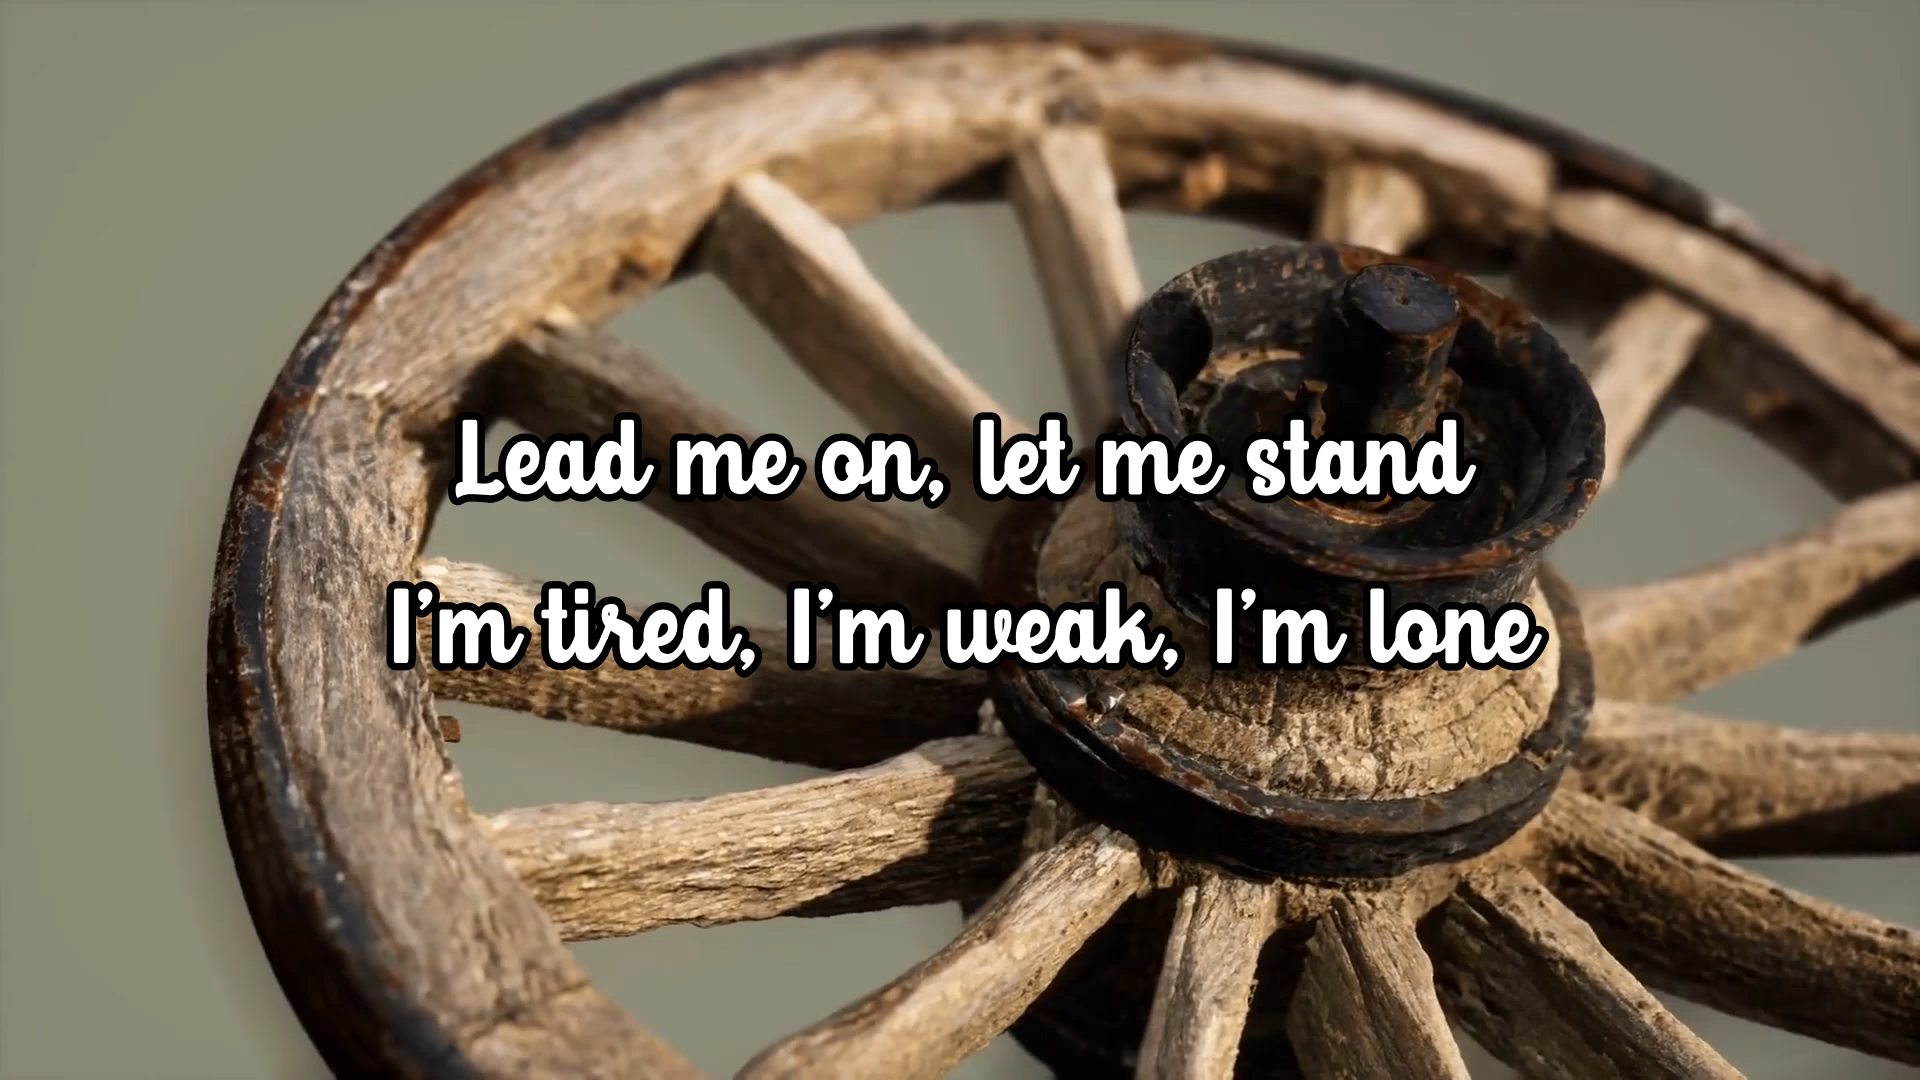 Lead me on, let me stand
I'm tired, I'm weak, I'm lone